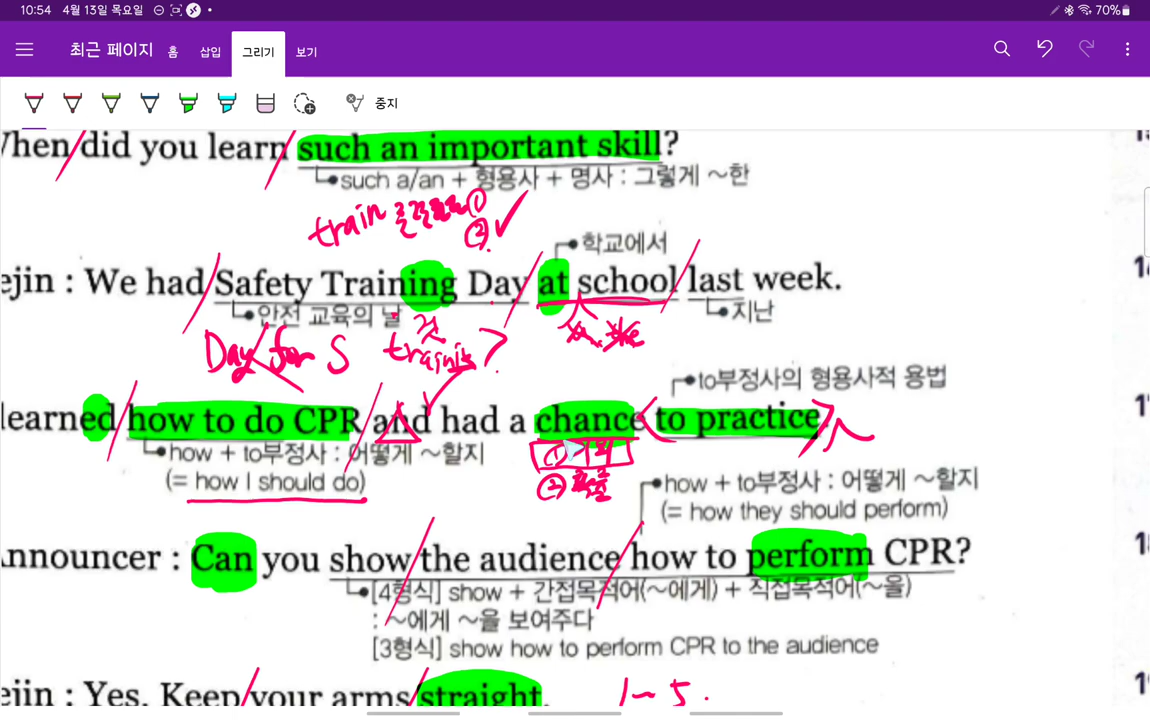 10:54 4월 13일 목요일 70%
최근 페이지 홈 삽입 그리기 보기
중지
When did you learn such an important skill?
such a/an + 형용사 + 명사 : 그렇게 ~한
train ①
②
학교에서
ejin : We had Safety Training Day at school last week.
안전 교육의 날
지난
Day for S
것
?
to부정사의 형용사적 용법
learned how to do CPR and had a chance to practice
how + to부정사 : 어떻게 ~할지
(= how I should do)
① 기회
②
how + to부정사 : 어떻게 ~할지
(= how they should perform)
nnouncer : Can you show the audience how to perform CPR?
[4형식] show + 간접목적어(~에게) + 직접목적어(~을)
: ~에게 ~을 보여주다
[3형식] show how to perform CPR to the audience
ejin : Yes. Keep your arms straight.
1~5.